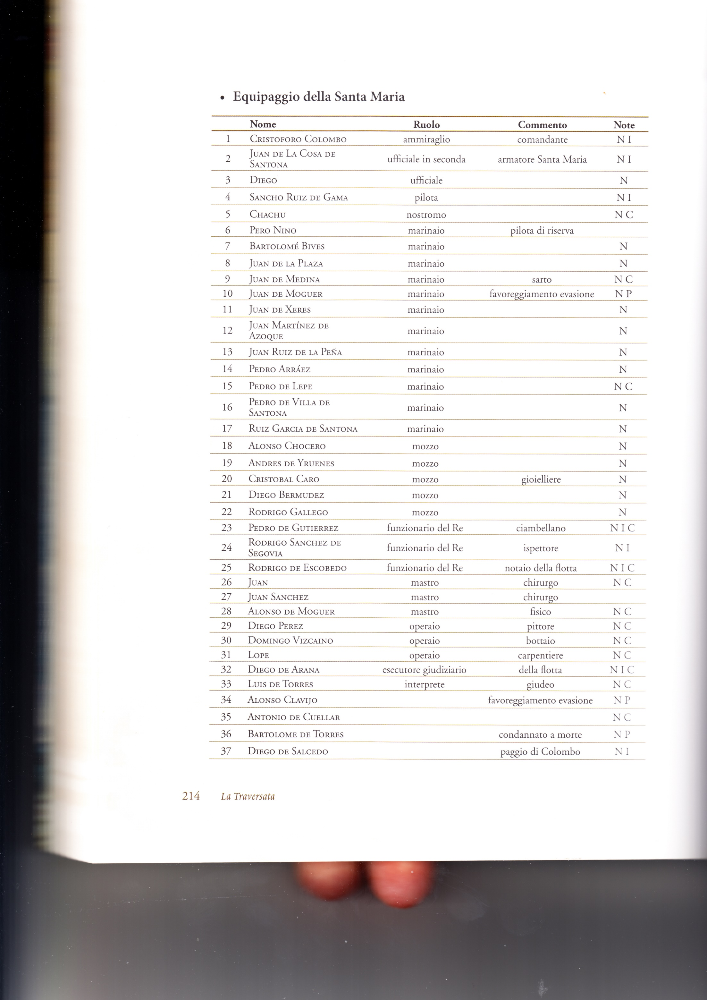 • Equipaggio della Santa Maria
Nome Ruolo Commento Note
1 Cristoforo Colombo ammiraglio comandante N I
2 Juan de La Cosa de Santona ufficiale in seconda armatore Santa Maria N I
3 Diego ufficiale N
4 Sancho Ruiz de Gama pilota N I
5 Chachu nostromo N C
6 Pero Nino marinaio pilota di riserva
7 Bartolomé Bives marinaio N
8 Juan de la Plaza marinaio N
9 Juan de Medina marinaio sarto N C
10 Juan de Moguer marinaio favoreggiamento evasione N P
11 Juan de Xeres marinaio N
12 Juan Martínez de Azoque marinaio N
13 Juan Ruiz de la Peña marinaio N
14 Pedro Arráez marinaio N
15 Pedro de Lepe marinaio N C
16 Pedro de Villa de Santona marinaio N
17 Ruiz Garcia de Santona marinaio N
18 Alonso Chocero mozzo N
19 Andres de Yruenes mozzo N
20 Cristobal Caro mozzo gioielliere N
21 Diego Bermudez mozzo N
22 Rodrigo Gallego mozzo N
23 Pedro de Gutierrez funzionario del Re ciambellano N I C
24 Rodrigo Sanchez de Segovia funzionario del Re ispettore N I
25 Rodrigo de Escobedo funzionario del Re notaio della flotta N I C
26 Juan mastro chirurgo N C
27 Juan Sanchez mastro chirurgo
28 Alonso de Moguer mastro fisico N C
29 Diego Perez operaio pittore N C
30 Domingo Vizcaino operaio bottaio N C
31 Lope operaio carpentiere N C
32 Diego de Arana esecutore giudiziario della flotta N I C
33 Luis de Torres interprete giudeo N C
34 Alonso Clavijo favoreggiamento evasione N P
35 Antonio de Cuellar N C
36 Bartolome de Torres condannato a morte N P
37 Diego de Salcedo paggio di Colombo N I
214 La Traversata